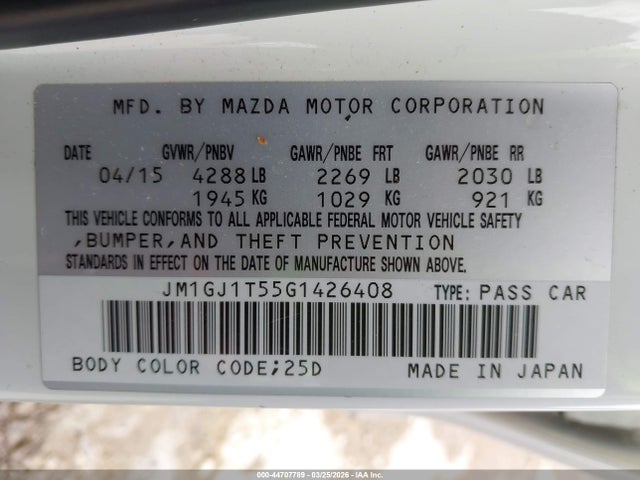 MFD. BY MAZDA MOTOR CORPORATION
DATE GVWR/PNBV GAWR/PNBE FRT GAWR/PNBE RR
04/15 4288 LB 2269 LB 2030 LB
1945 KG 1029 KG 921 KG
THIS VEHICLE CONFORMS TO ALL APPLICABLE FEDERAL MOTOR VEHICLE SAFETY
,BUMPER,AND THEFT PREVENTION
STANDARDS IN EFFECT ON THE DATE OF MANUFACTURE SHOWN ABOVE.
JM1GJ1T55G1426408 TYPE: PASS CAR
BODY COLOR CODE;25D MADE IN JAPAN
000-44707789 - 03/25/2026 - IAA Inc.